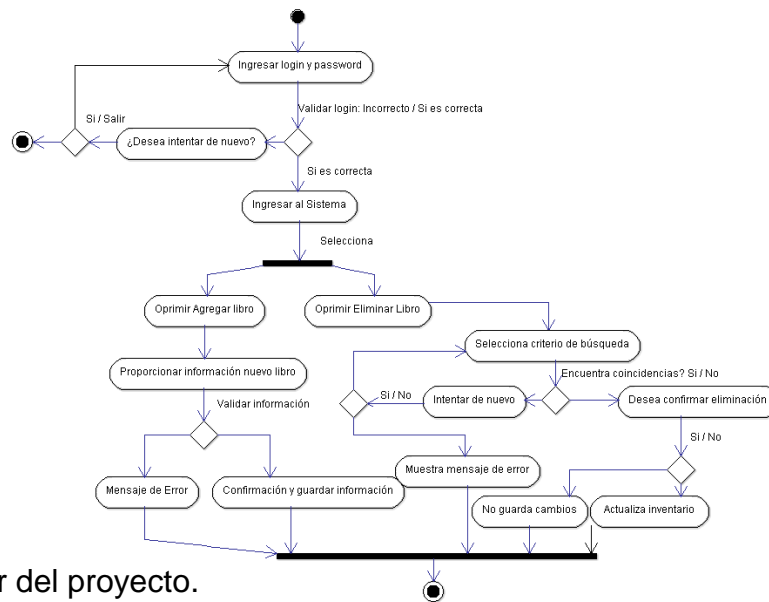 Ingresar login y password
Si / Salir
Validar login: Incorrecto / Si es correcta
¿Desea intentar de nuevo?
Si es correcta
Ingresar al Sistema
Selecciona
Oprimir Agregar libro
Oprimir Eliminar Libro
Selecciona criterio de búsqueda
Proporcionar información nuevo libro
Encuentra coincidencias? Si / No
Si / No
Intentar de nuevo
Desea confirmar eliminación
Validar información
Si / No
Mensaje de Error
Confirmación y guardar información
Muestra mensaje de error
No guarda cambios
Actualiza inventario
r del proyecto.